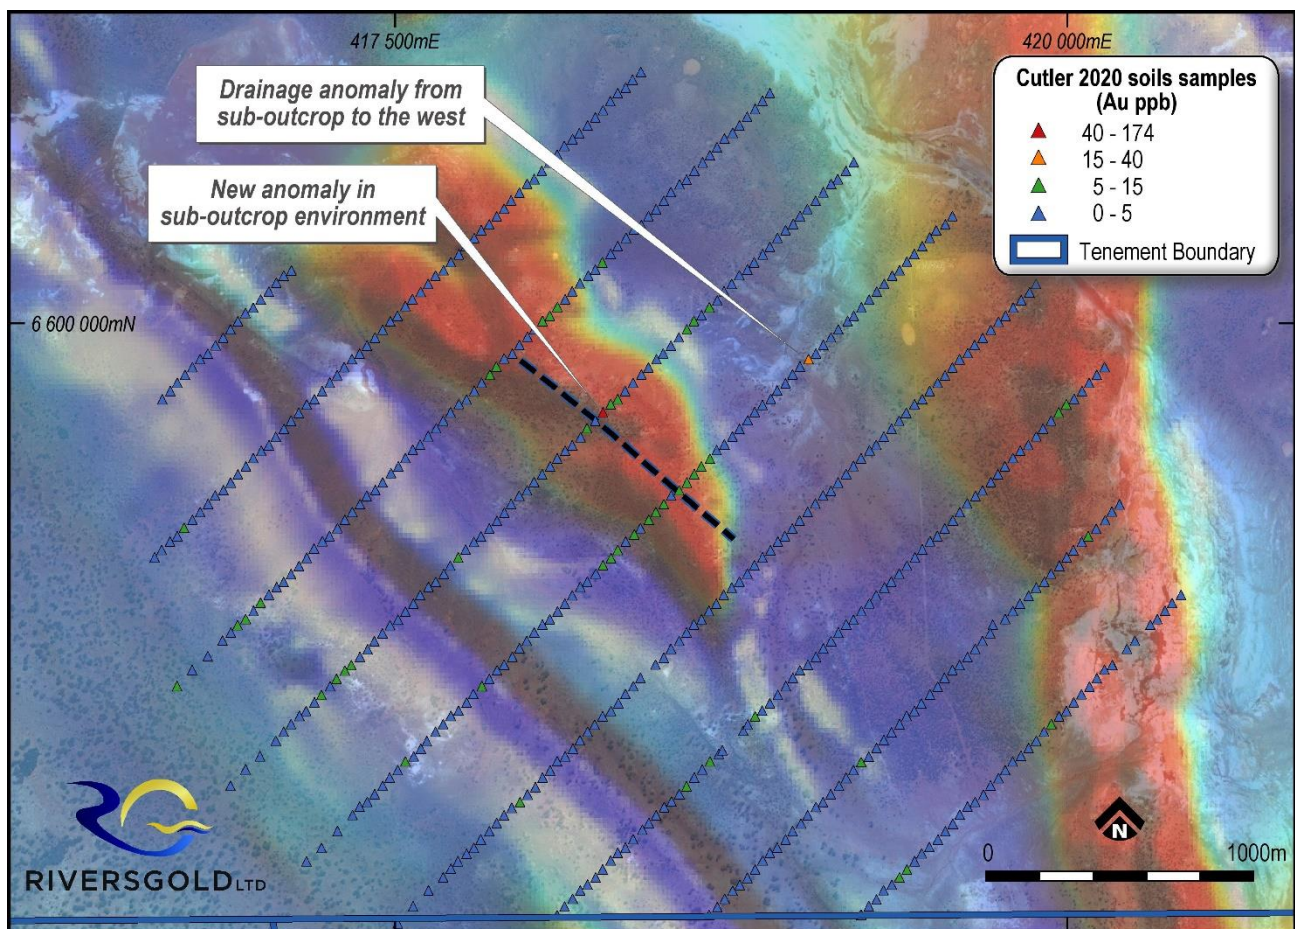 417 500mE
420 000mE
Drainage anomaly from
sub-outcrop to the west
New anomaly in
sub-outcrop environment
Cutler 2020 soils samples
(Au ppb)
40 - 174
15 - 40
5 - 15
0 - 5
Tenement Boundary
6 600 000mN
RIVERSGOLD LTD
N
0
1000m